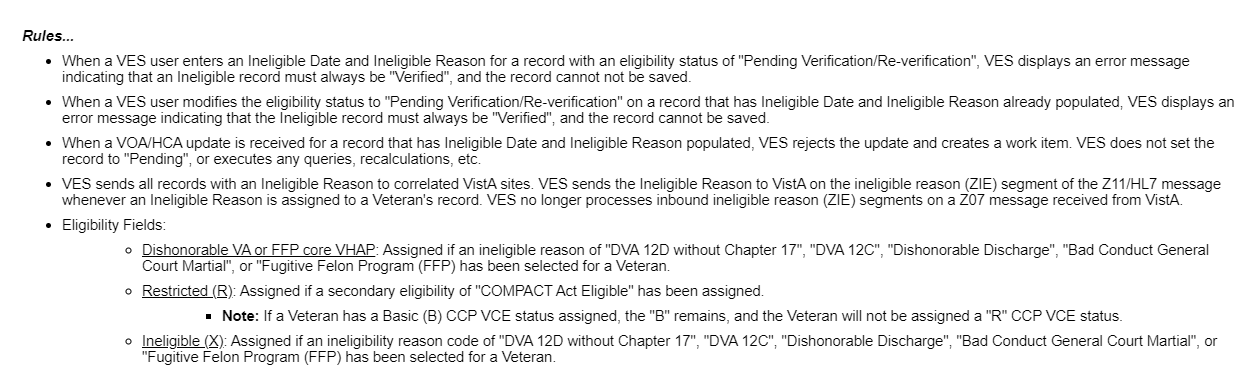 Rules...
• When a VES user enters an Ineligible Date and Ineligible Reason for a record with an eligibility status of "Pending Verification/Re-verification", VES displays an error message
indicating that an Ineligible record must always be "Verified", and the record cannot not be saved.
• When a VES user modifies the eligibility status to "Pending Verification/Re-verification" on a record that has Ineligible Date and Ineligible Reason already populated, VES displays an
error message indicating that the Ineligible record must always be "Verified", and the record cannot be saved.
• When a VOA/HCA update is received for a record that has Ineligible Date and Ineligible Reason populated, VES rejects the update and creates a work item. VES does not set the
record to "Pending", or executes any queries, recalculations, etc.
• VES sends all records with an Ineligible Reason to correlated VistA sites. VES sends the Ineligible Reason to VistA on the ineligible reason (ZIE) segment of the Z11/HL7 message
whenever an Ineligible Reason is assigned to a Veteran's record. VES no longer processes inbound ineligible reason (ZIE) segments on a Z07 message received from VistA.
• Eligibility Fields:
◦ Dishonorable VA or FFP core VHAP: Assigned if an ineligible reason of "DVA 12D without Chapter 17", "DVA 12C", "Dishonorable Discharge", "Bad Conduct General
Court Martial", or "Fugitive Felon Program (FFP) has been selected for a Veteran.
◦ Restricted (R): Assigned if a secondary eligibility of "COMPACT Act Eligible" has been assigned.
▪ Note: If a Veteran has a Basic (B) CCP VCE status assigned, the "B" remains, and the Veteran will not be assigned a "R" CCP VCE status.
◦ Ineligible (X): Assigned if an ineligibility reason code of "DVA 12D without Chapter 17", "DVA 12C", "Dishonorable Discharge", "Bad Conduct General Court Martial", or
"Fugitive Felon Program (FFP) has been selected for a Veteran.